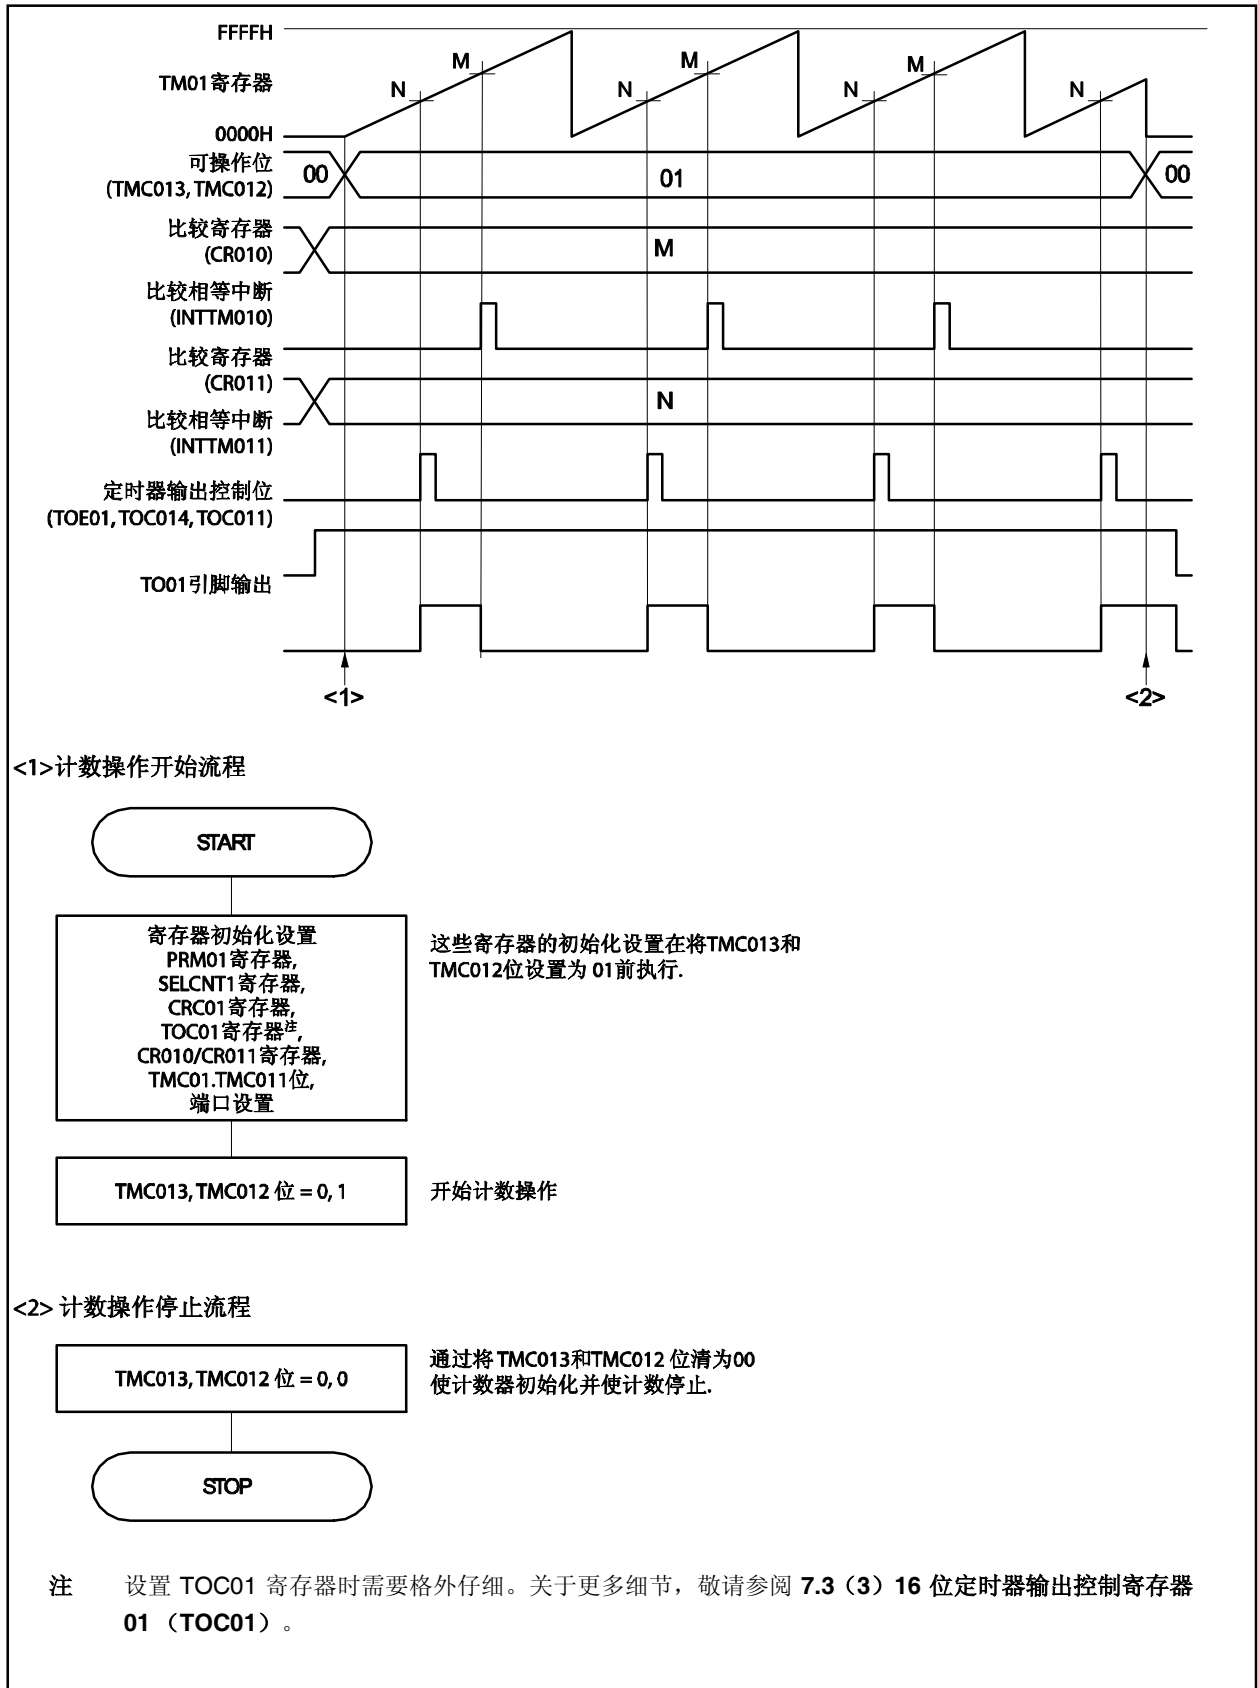 FFFFH
TM01寄存器
0000H
N
M
N
M
N
M
N
可操作位
(TMC013, TMC012)
00
01
00
比较寄存器
(CR010)
M
比较相等中断
(INTTM010)
比较寄存器
(CR011)
N
比较相等中断
(INTTM011)
定时器输出控制位
(TOE01, TOC014, TOC011)
TO01引脚输出
<1>
<2>
<1>计数操作开始流程
START
寄存器初始化设置
PRM01寄存器,
SELCNT1寄存器,
CRC01寄存器,
TOC01寄存器注,
CR010/CR011寄存器,
TMC01.TMC011位,
端口设置
这些寄存器的初始化设置在将TMC013和
TMC012位设置为 01前执行.
TMC013, TMC012 位 = 0, 1
开始计数操作
<2> 计数操作停止流程
TMC013, TMC012 位 = 0, 0
通过将 TMC013和TMC012 位清为00
使计数器初始化并使计数停止.
STOP
注 设置 TOC01 寄存器时需要格外仔细。关于更多细节，敬请参阅 7.3（3）16 位定时器输出控制寄存器
01 （TOC01）。